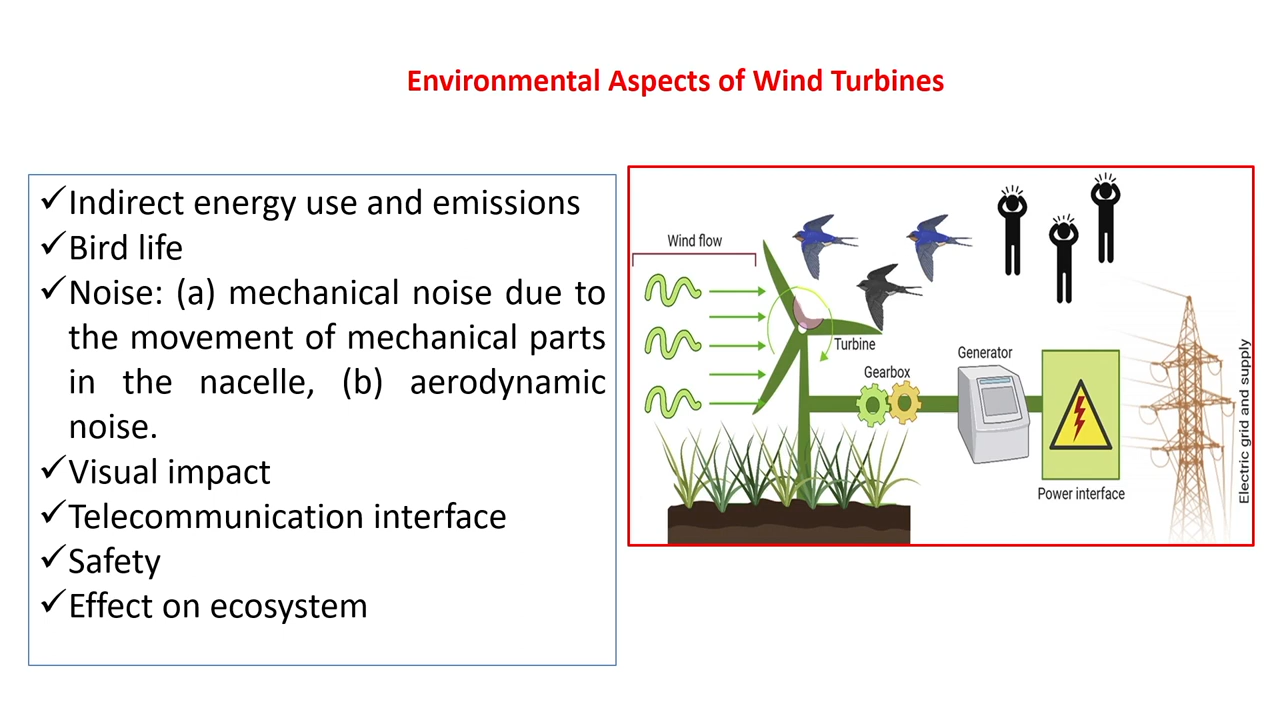 Environmental Aspects of Wind Turbines
✓Indirect energy use and emissions
✓Bird life
✓Noise: (a) mechanical noise due to
the movement of mechanical parts
in the nacelle, (b) aerodynamic
noise.
✓Visual impact
✓Telecommunication interface
✓Safety
✓Effect on ecosystem
Wind flow
Turbine
Gearbox
Generator
Power interface
Electric grid and supply